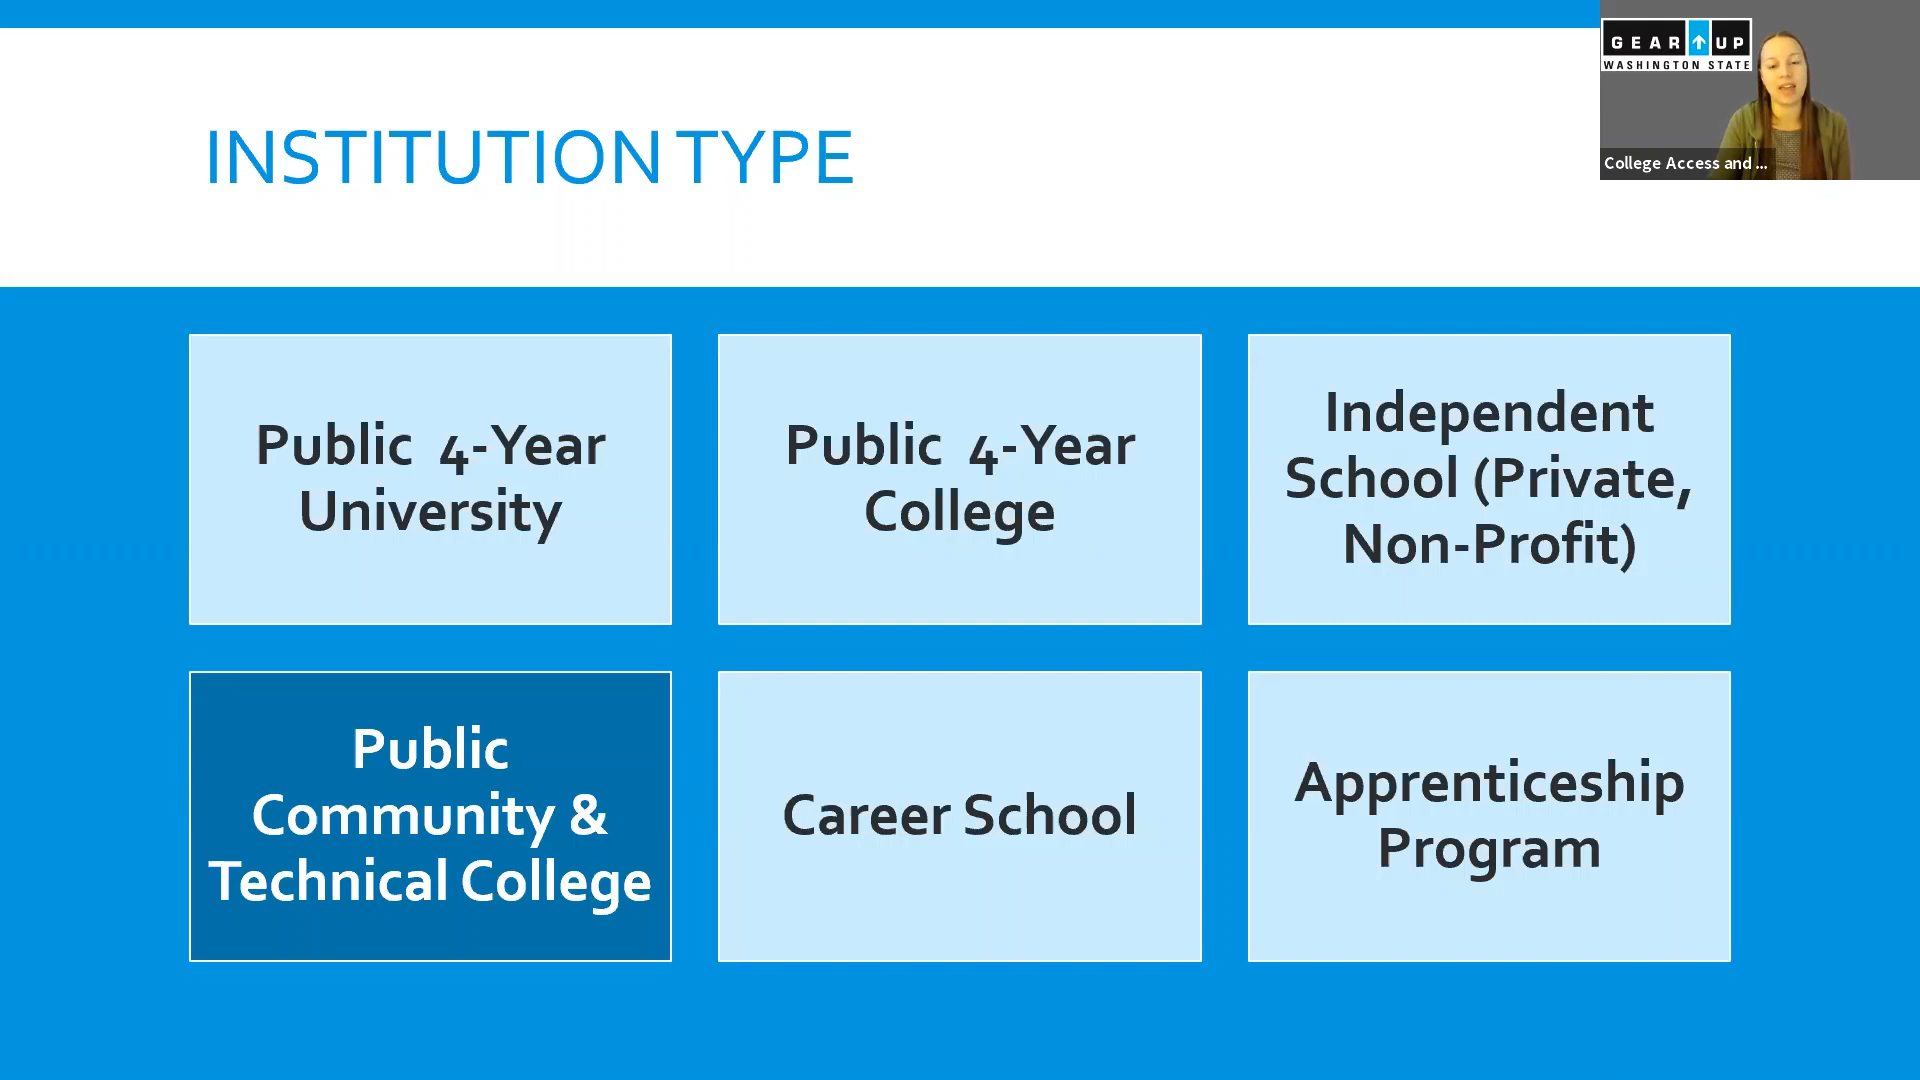 INSTITUTION TYPE
GEAR UP
WASHINGTON STATE
College Access and ...
Public 4-Year
University
Public 4-Year
College
Independent
School (Private,
Non-Profit)
Public
Community &
Technical College
Career School
Apprenticeship
Program